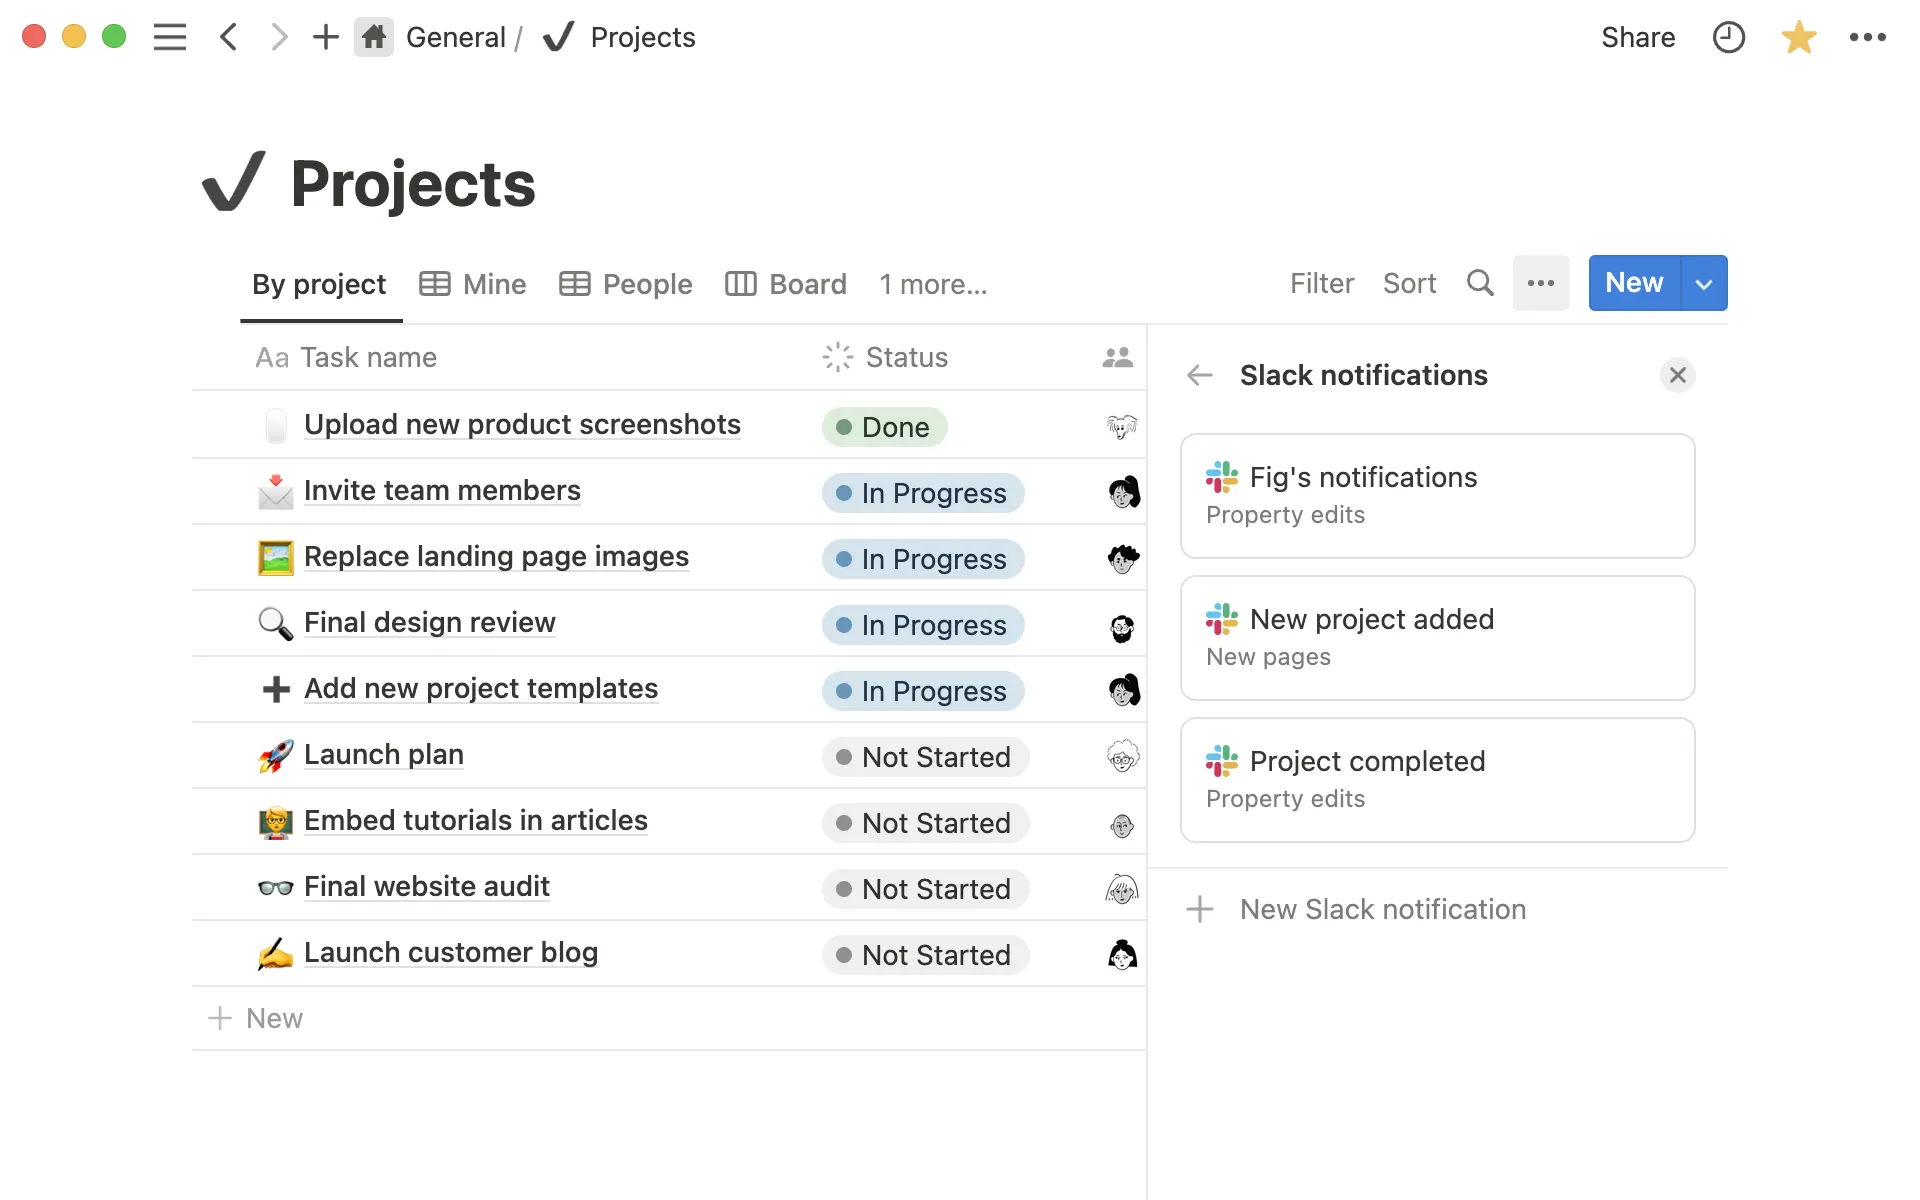 General / Projects
Share
Projects
By project Mine People Board 1 more...
Filter Sort New
Aa Task name Status
Upload new product screenshots Done
Invite team members In Progress
Replace landing page images In Progress
Final design review In Progress
Add new project templates In Progress
Launch plan Not Started
Embed tutorials in articles Not Started
Final website audit Not Started
Launch customer blog Not Started
New
Slack notifications
Fig's notifications
Property edits
New project added
New pages
Project completed
Property edits
New Slack notification